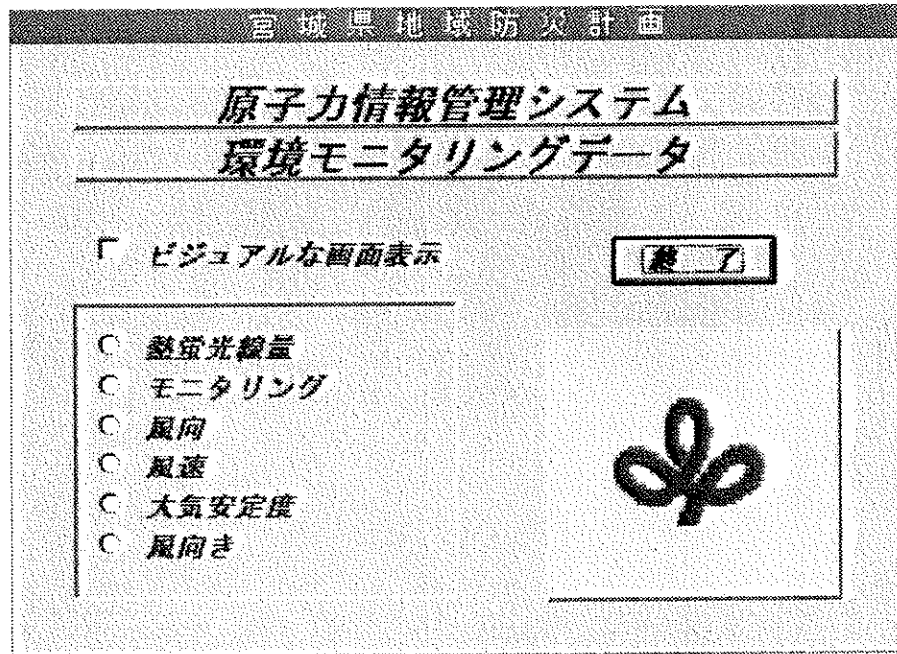 宮城県地域防災計画
原子力情報管理システム
環境モニタリングデータ
ビジュアルな画面表示
終 了
熱蛍光線量
モニタリング
風向
風速
大気安定度
風向き